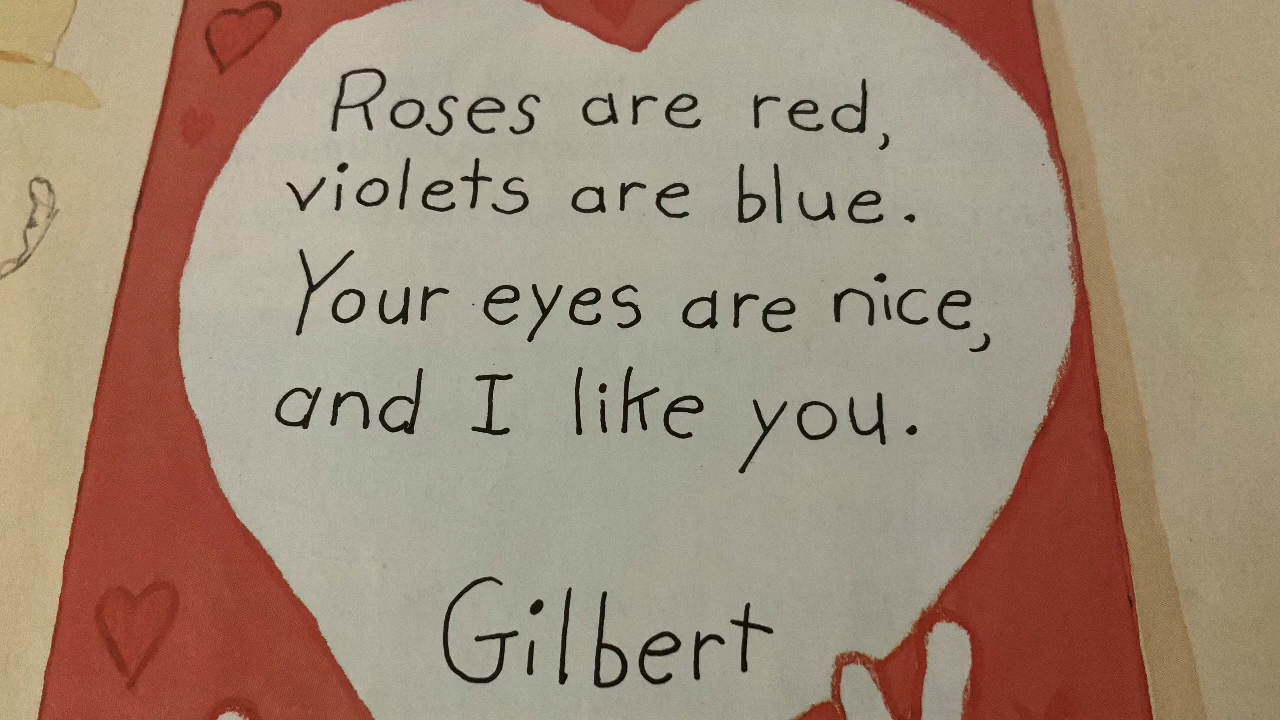 Roses are red,
violets are blue.
Your eyes are nice,
and I like you.
Gilbert